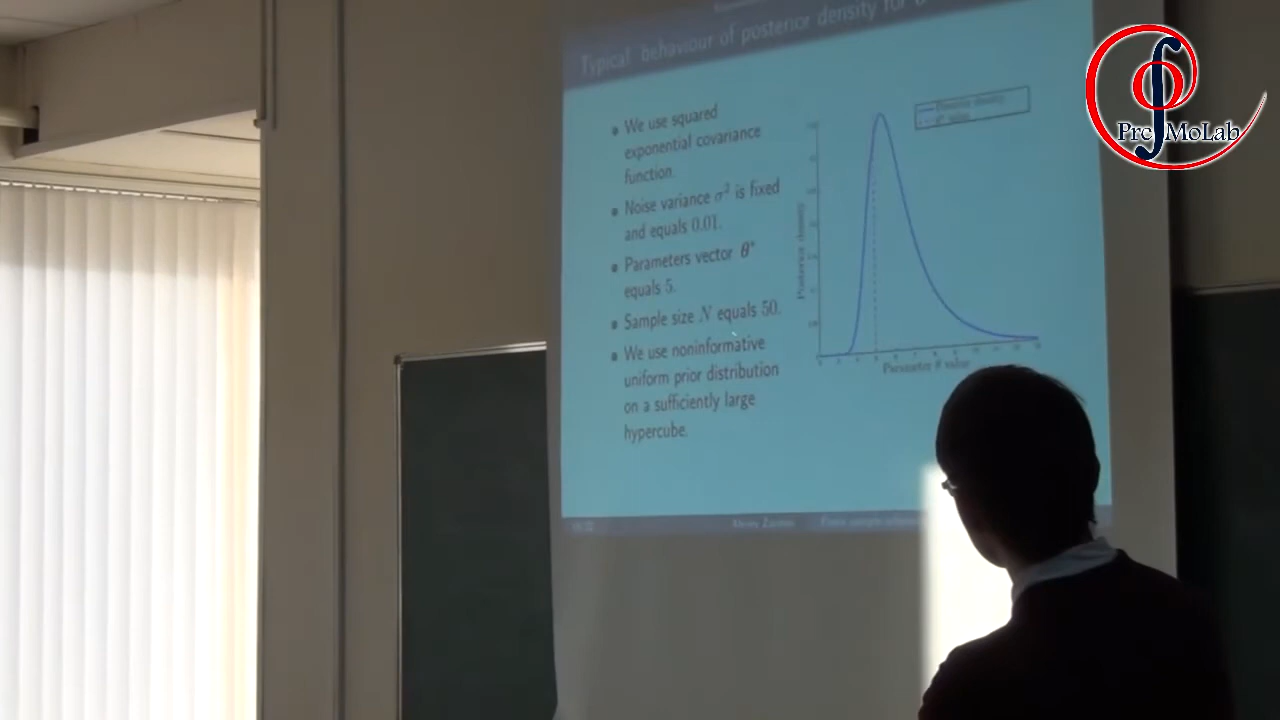 Typical behaviour of posterior density for θ
• We use squared
exponential covariance
function.
• Noise variance σ² is fixed
and equals 0.01.
• Parameters vector θ*
equals 5.
• Sample size N equals 50.
• We use noninformative
uniform prior distribution
on a sufficiently large
hypercube.
Posterior density
Posterior density
Parameter θ value
PreMoLab